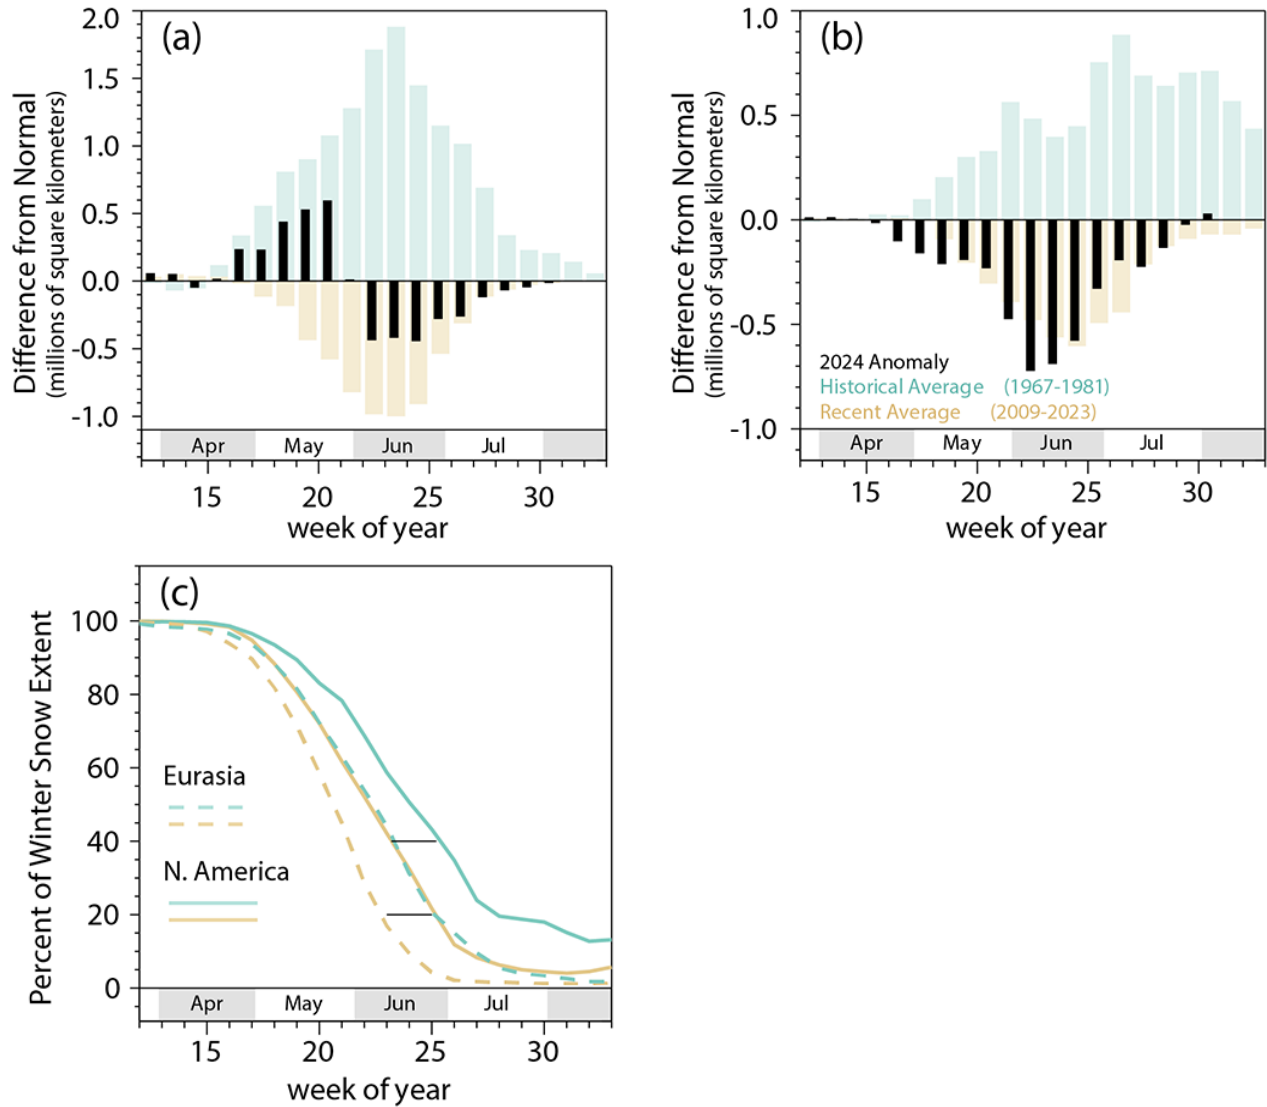 (a)
Difference from Normal
(millions of square kilometers)
2.0
1.5
1.0
0.5
0.0
-0.5
-1.0
Apr May Jun Jul
15 20 25 30
week of year
(b)
Difference from Normal
(millions of square kilometers)
1.0
0.5
0.0
-0.5
-1.0
2024 Anomaly
Historical Average (1967-1981)
Recent Average (2009-2023)
Apr May Jun Jul
15 20 25 30
week of year
(c)
Percent of Winter Snow Extent
100
80
60
40
20
0
Eurasia
N. America
Apr May Jun Jul
15 20 25 30
week of year